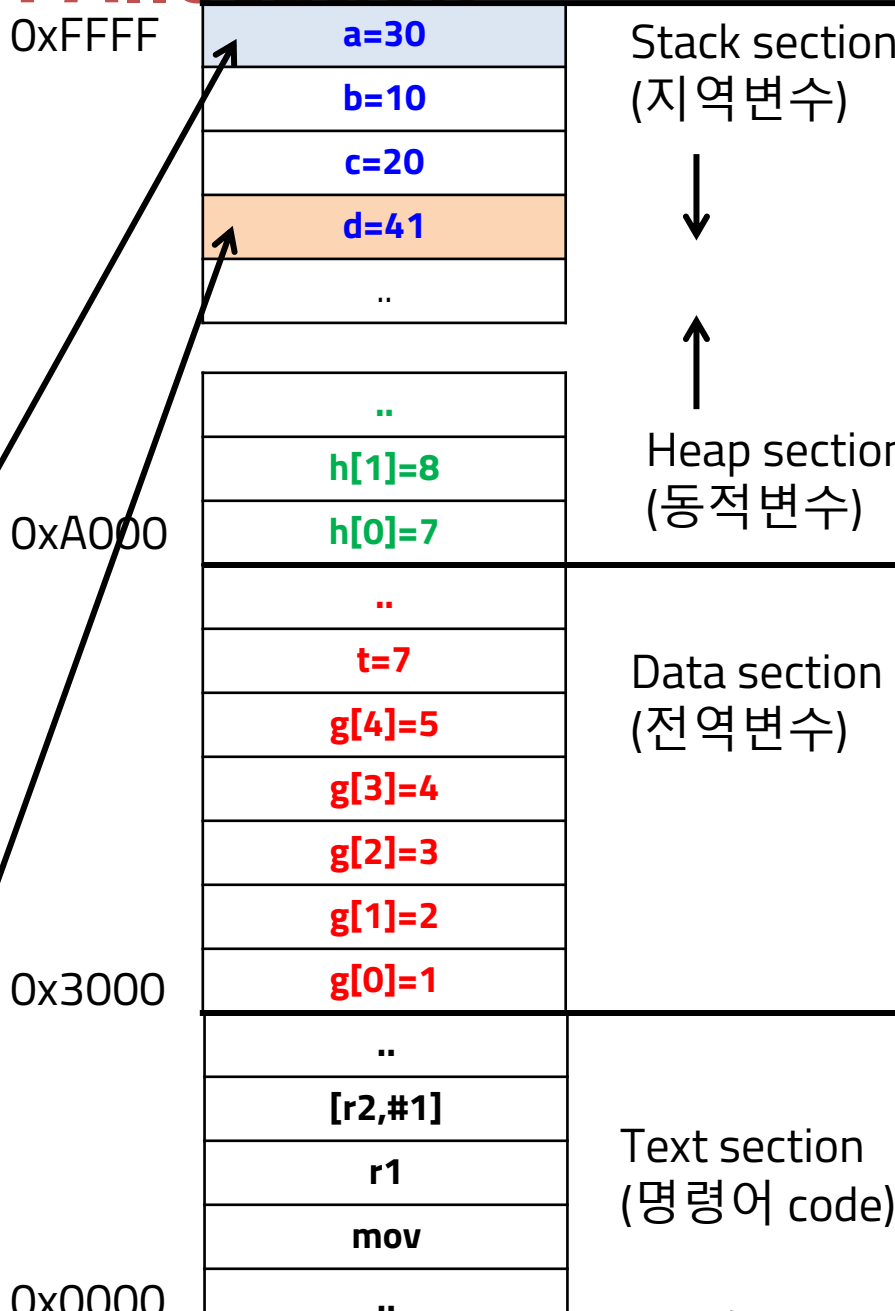 0xFFFF
a=30
Stack section
(지역변수)
b=10
c=20
d=41
..
..
h[1]=8
Heap section
(동적변수)
0xA000
h[0]=7
..
t=7
Data section
(전역변수)
g[4]=5
g[3]=4
g[2]=3
g[1]=2
0x3000
g[0]=1
..
[r2,#1]
Text section
(명령어 code)
r1
mov
0x0000
..